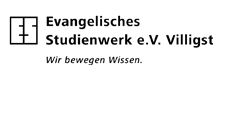 Evangelisches
Studienwerk e.V. Villigst
Wir bewegen Wissen.